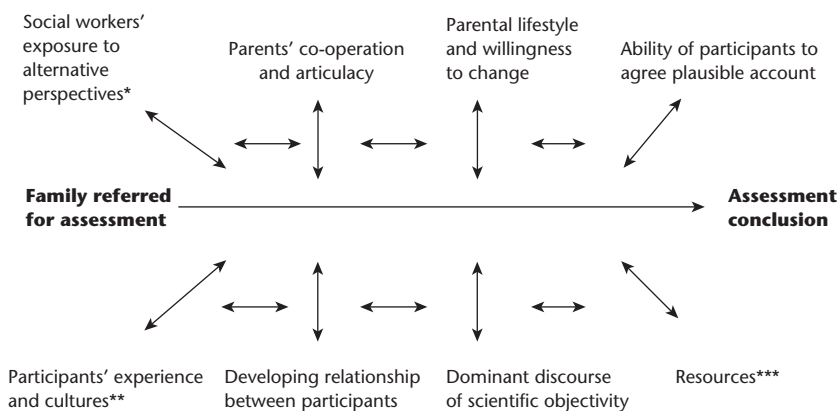 Social workers’
exposure to
alternative
perspectives*
Parents’ co-operation
and articulacy
Parental lifestyle
and willingness
to change
Ability of participants to
agree plausible account
Family referred
for assessment
Assessment
conclusion
Participants’ experience
and cultures**
Developing relationship
between participants
Dominant discourse
of scientific objectivity
Resources***